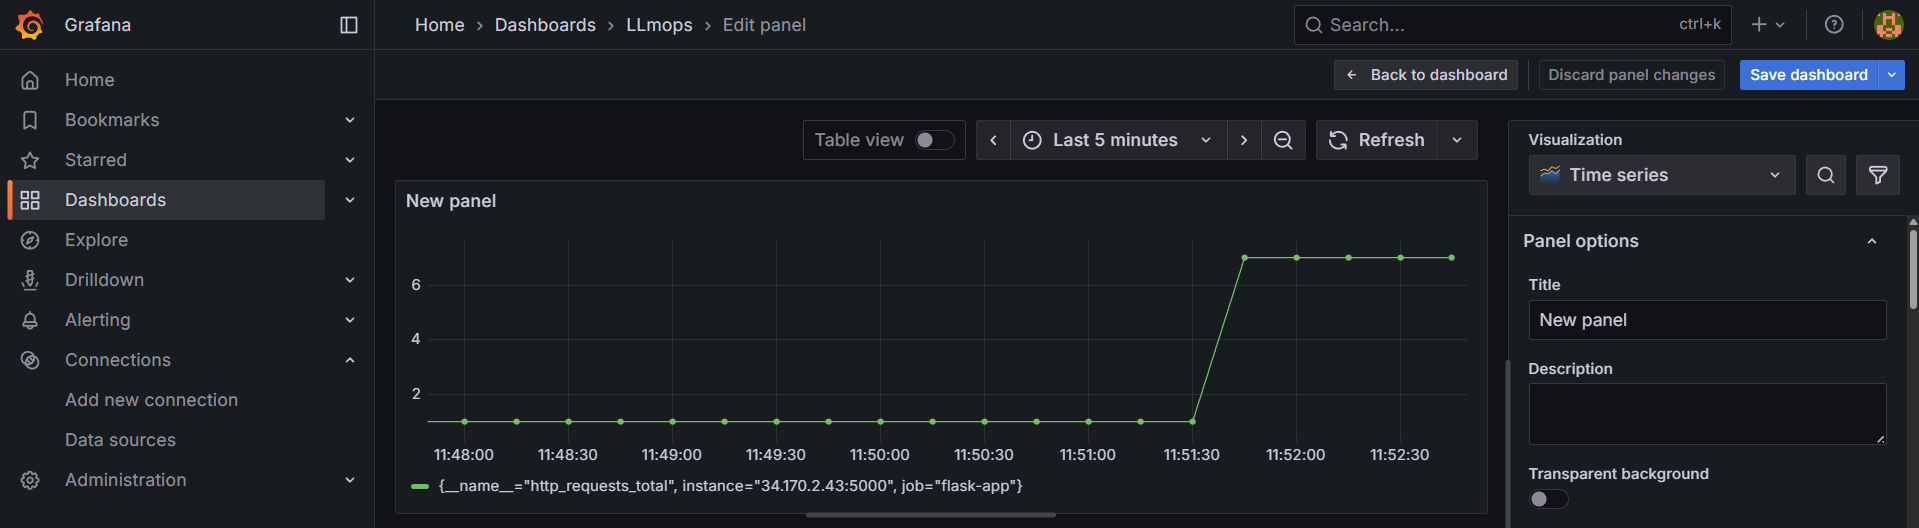 Grafana
Home › Dashboards › LLmops › Edit panel
Search... ctrl+k
Back to dashboard
Discard panel changes
Save dashboard
Home
Bookmarks
Starred
Dashboards
Explore
Drilldown
Alerting
Connections
Add new connection
Data sources
Administration
Table view
Last 5 minutes
Refresh
New panel
6
4
2
11:48:00 11:48:30 11:49:00 11:49:30 11:50:00 11:50:30 11:51:00 11:51:30 11:52:00 11:52:30
{__name__="http_requests_total", instance="34.170.2.43:5000", job="flask-app"}
Visualization
Time series
Panel options
Title
New panel
Description
Transparent background